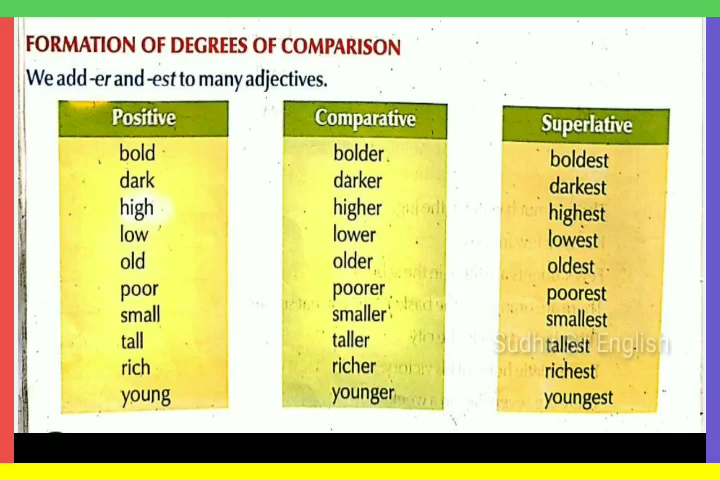 FORMATION OF DEGREES OF COMPARISON
We add -er and -est to many adjectives.
Positive Comparative Superlative
bold bolder boldest
dark darker darkest
high higher highest
low lower lowest
old older oldest
poor poorer poorest
small smaller smallest
tall taller tallest
rich richer richest
young younger youngest
English